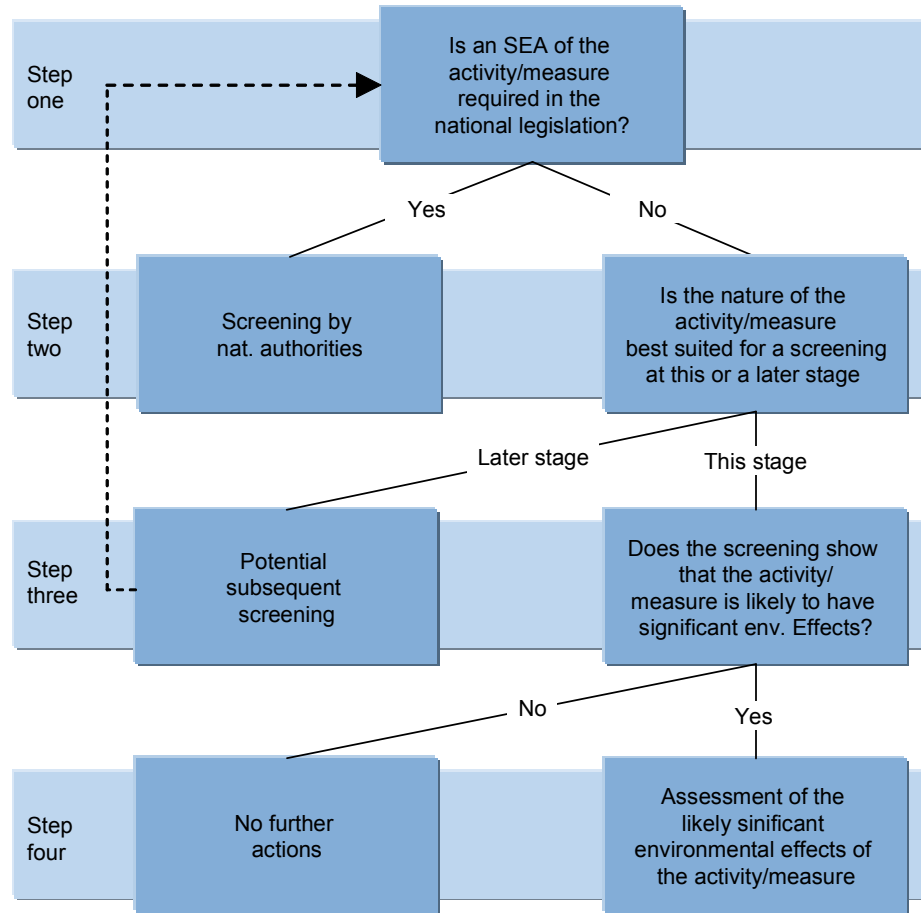 Step
one
Is an SEA of the
activity/measure
required in the
national legislation?
Yes
No
Step
two
Screening by
nat. authorities
Is the nature of the
activity/measure
best suited for a screening
at this or a later stage
Later stage
This stage
Step
three
Potential
subsequent
screening
Does the screening show
that the activity/
measure is likely to have
significant env. Effects?
No
Yes
Step
four
No further
actions
Assessment of the
likely sinificant
environmental effects of
the activity/measure